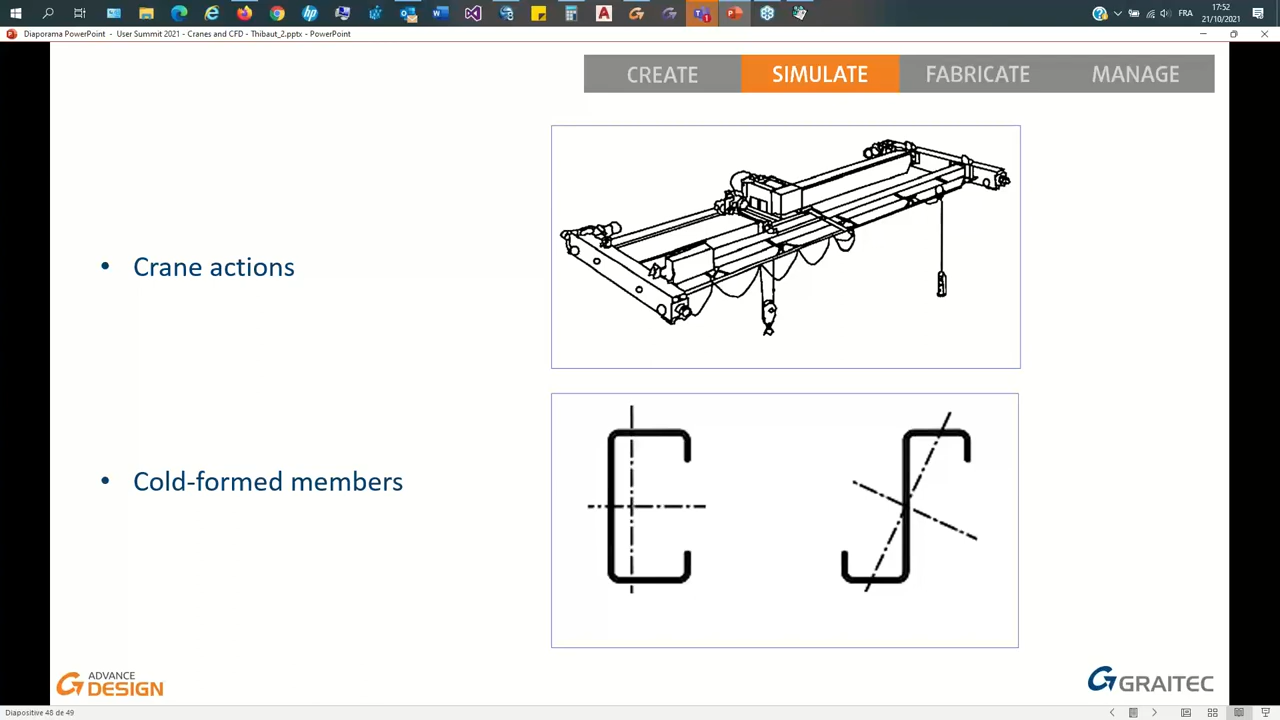 17:52
FRA
21/10/2021
Diaporama PowerPoint - User Summit 2021 - Cranes and CFD - Thibaut_2.pptx - PowerPoint
CREATE SIMULATE FABRICATE MANAGE
• Crane actions
• Cold-formed members
ADVANCE
DESIGN
GRAITEC
Diapositive 48 de 49